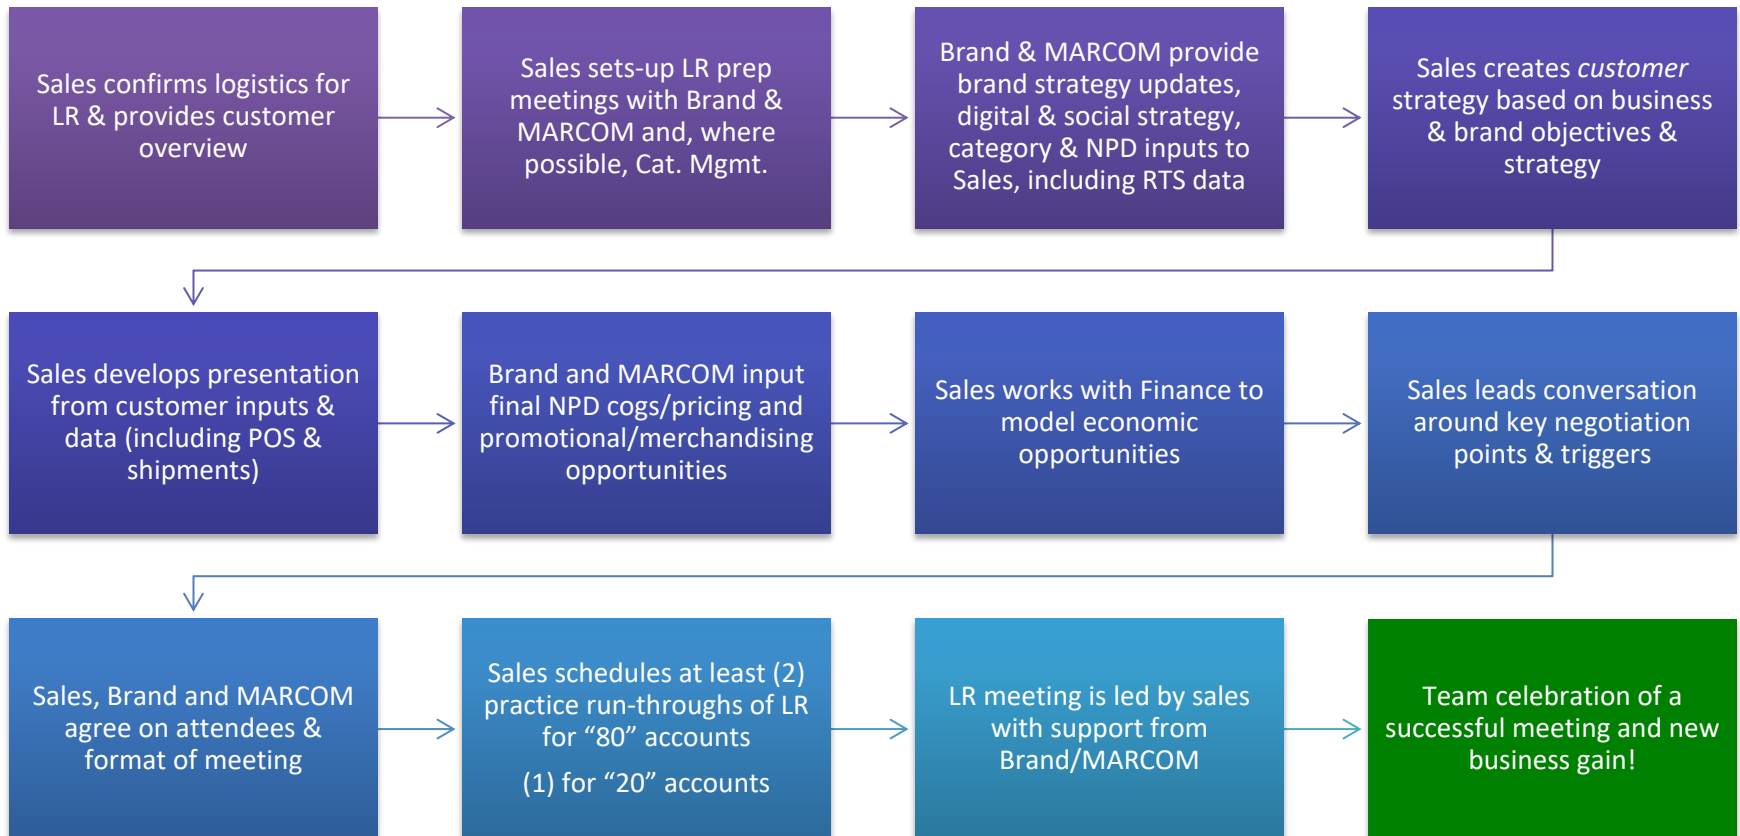 Sales confirms logistics for
LR & provides customer
overview
Sales sets-up LR prep
meetings with Brand &
MARCOM and, where
possible, Cat. Mgmt.
Brand & MARCOM provide
brand strategy updates,
digital & social strategy,
category & NPD inputs to
Sales, including RTS data
Sales creates customer
strategy based on business
& brand objectives &
strategy
Sales develops presentation
from customer inputs &
data (including POS &
shipments)
Brand and MARCOM input
final NPD cogs/pricing and
promotional/merchandising
opportunities
Sales works with Finance to
model economic
opportunities
Sales leads conversation
around key negotiation
points & triggers
Sales, Brand and MARCOM
agree on attendees &
format of meeting
Sales schedules at least (2)
practice run-throughs of LR
for “80” accounts
(1) for “20” accounts
LR meeting is led by sales
with support from
Brand/MARCOM
Team celebration of a
successful meeting and new
business gain!